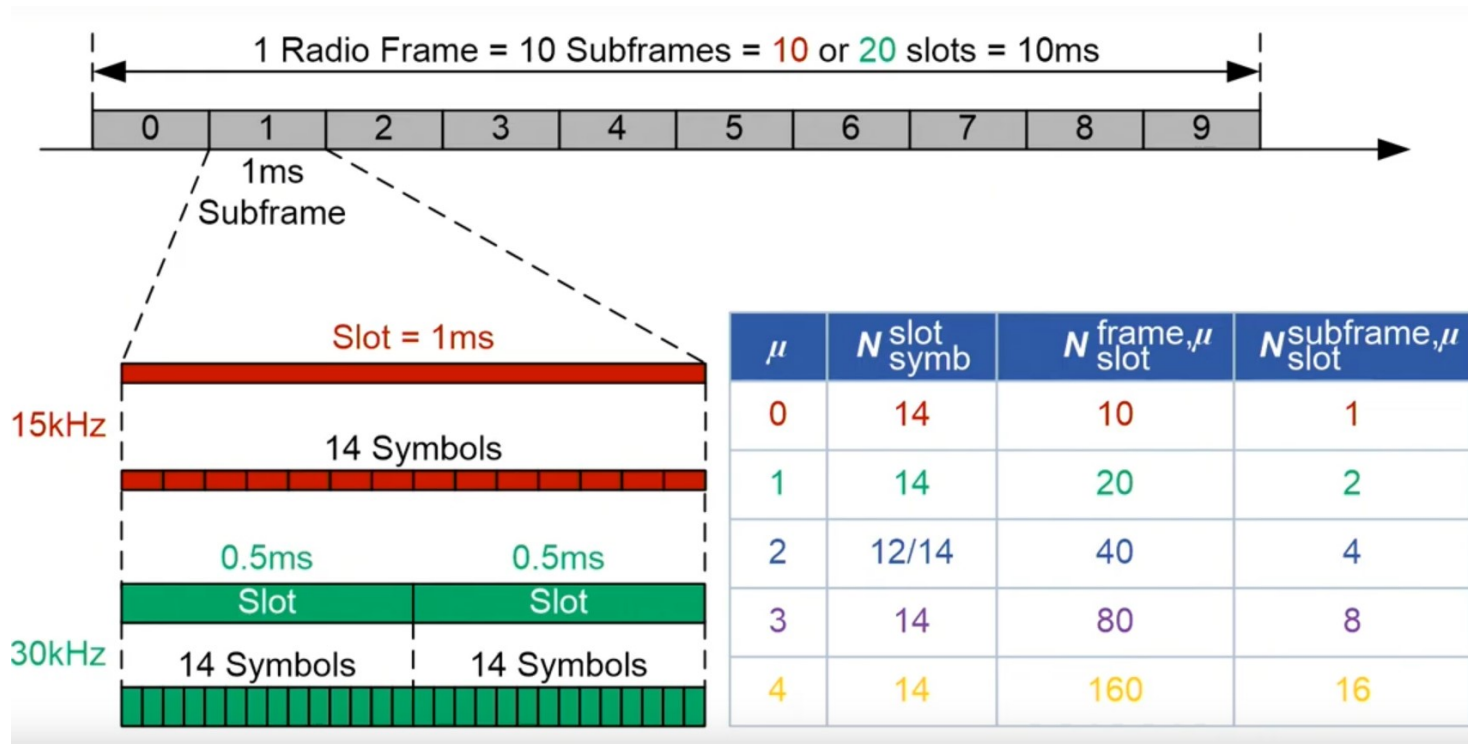 1 Radio Frame = 10 Subframes = 10 or 20 slots = 10ms
0 1 2 3 4 5 6 7 8 9
1ms
Subframe
Slot = 1ms
15kHz
14 Symbols
0.5ms 0.5ms
Slot Slot
30kHz
14 Symbols 14 Symbols
μ N slot symb N frame,μ slot N subframe,μ slot
0 14 10 1
1 14 20 2
2 12/14 40 4
3 14 80 8
4 14 160 16